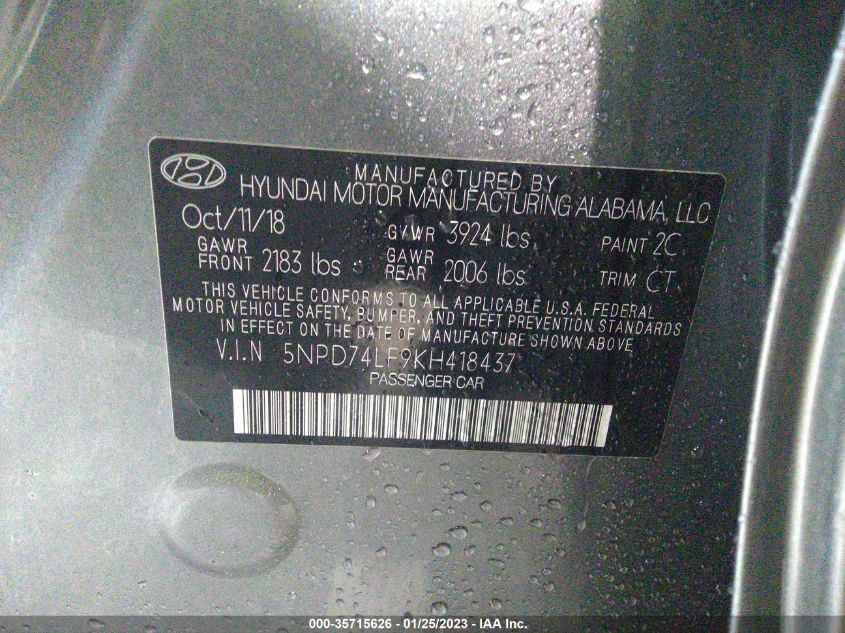 MANUFACTURED BY
HYUNDAI MOTOR MANUFACTURING ALABAMA, LLC
Oct/11/18 GVWR 3924 lbs PAINT 2C
GAWR FRONT 2183 lbs GAWR REAR 2006 lbs TRIM CT
THIS VEHICLE CONFORMS TO ALL APPLICABLE U.S.A. FEDERAL
MOTOR VEHICLE SAFETY, BUMPER, AND THEFT PREVENTION STANDARDS
IN EFFECT ON THE DATE OF MANUFACTURE SHOWN ABOVE
V.I.N 5NPD74LF9KH418437
PASSENGER CAR
000-35715626 - 01/25/2023 - IAA Inc.